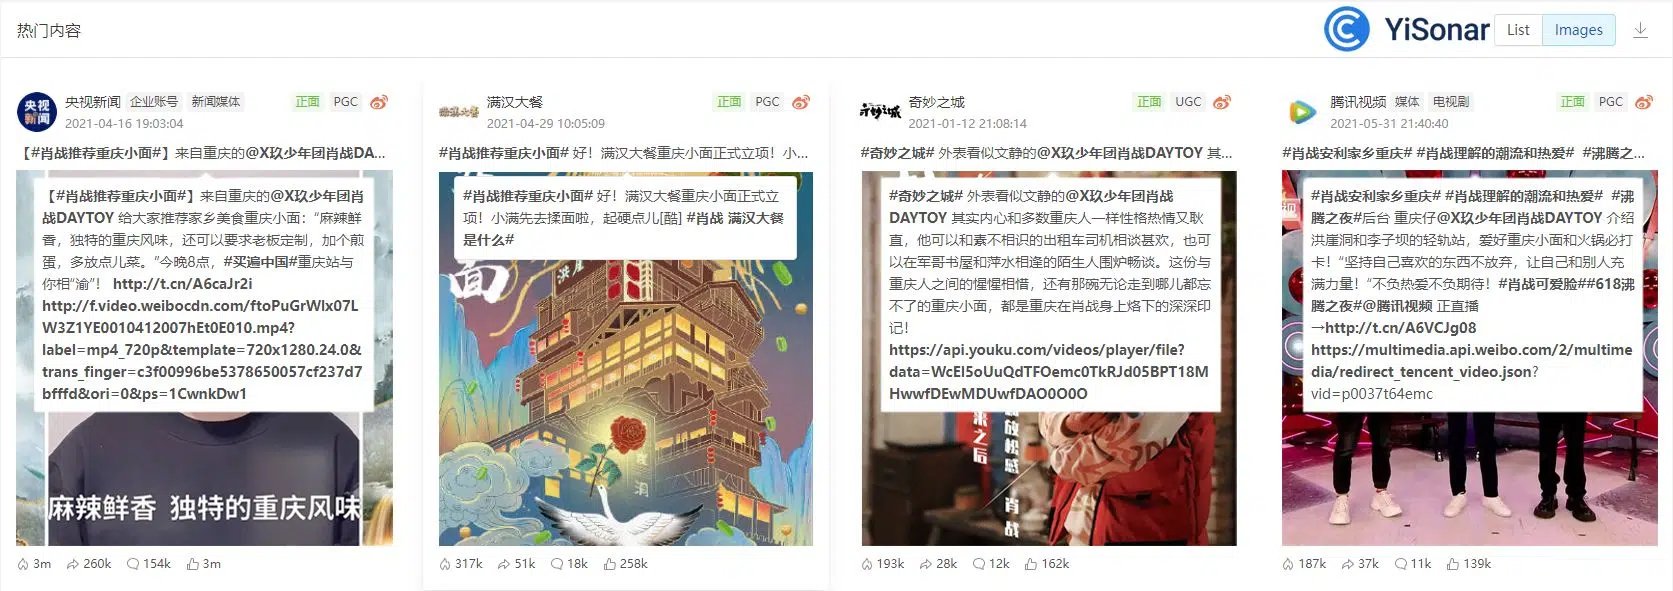 热门内容
YiSonar
List
Images
央视新闻 企业账号 新闻媒体 正面 PGC
2021-04-16 19:03:04
【#肖战推荐重庆小面#】来自重庆的@X玖少年团肖战DA...
【#肖战推荐重庆小面#】来自重庆的@X玖少年团肖
战DAYTOY 给大家推荐家乡美食重庆小面：“麻辣鲜
香，独特的重庆风味，还可以要求老板定制，加个煎
蛋，多放点儿菜。”今晚8点，#买遍中国#重庆站与
你相“渝”！ http://t.cn/A6caJr2i
http://f.video.weibocdn.com/ftoPuGrWlx07L
W3Z1YE0010412007hEt0E010.mp4?
label=mp4_720p&template=720x1280.24.0&
trans_finger=c3f00996be5378650057cf237d7
bfffd&ori=0&ps=1CwnkDw1
麻辣鲜香 独特的重庆风味
3m 260k 154k 3m
满汉大餐 正面 PGC
2021-04-29 10:05:09
#肖战推荐重庆小面# 好！满汉大餐重庆小面正式立项！小...
#肖战推荐重庆小面# 好！满汉大餐重庆小面正式立
项！小满先去揉面啦，起硬点儿[酷] #肖战 满汉大餐
是什么#
面
317k 51k 18k 258k
奇妙之城
奇妙之城 正面 UGC
2021-01-12 21:08:14
#奇妙之城# 外表看似文静的@X玖少年团肖战DAYTOY 其...
#奇妙之城# 外表看似文静的@X玖少年团肖战
DAYTOY 其实内心和多数重庆人一样性格热情又耿
直，他可以和素不相识的出租车司机相谈甚欢，也可
以在军哥书屋和萍水相逢的陌生人围炉畅谈。这份与
重庆人之间的惺惺相惜，还有那碗无论走到哪儿都忘
不了的重庆小面，都是重庆在肖战身上烙下的深深印
记！
https://api.youku.com/videos/player/file?
data=WcEl5oUuQdTFOemc0TkRJd05BPT18M
HwwfDEwMDUwfDAO0O0O
来之后
放松感
肖战
193k 28k 12k 162k
腾讯视频 媒体 电视剧 正面 PGC
2021-05-31 21:40:40
#肖战安利家乡重庆# #肖战理解的潮流和热爱# #沸腾之...
#肖战安利家乡重庆# #肖战理解的潮流和热爱# #沸
腾之夜#后台 重庆仔@X玖少年团肖战DAYTOY 介绍
洪崖洞和李子坝的轻轨站，爱好重庆小面和火锅必打
卡！“坚持自己喜欢的东西不放弃，让自己和别人充
满力量！“不负热爱不负期待！#肖战可爱脸##618沸
腾之夜#@腾讯视频 正直播
→http://t.cn/A6VCJg08
https://multimedia.api.weibo.com/2/multime
dia/redirect_tencent_video.json?
vid=p0037t64emc
187k 37k 11k 139k